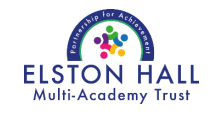 Partnership for Achievement
ELSTON HALL
Multi-Academy Trust